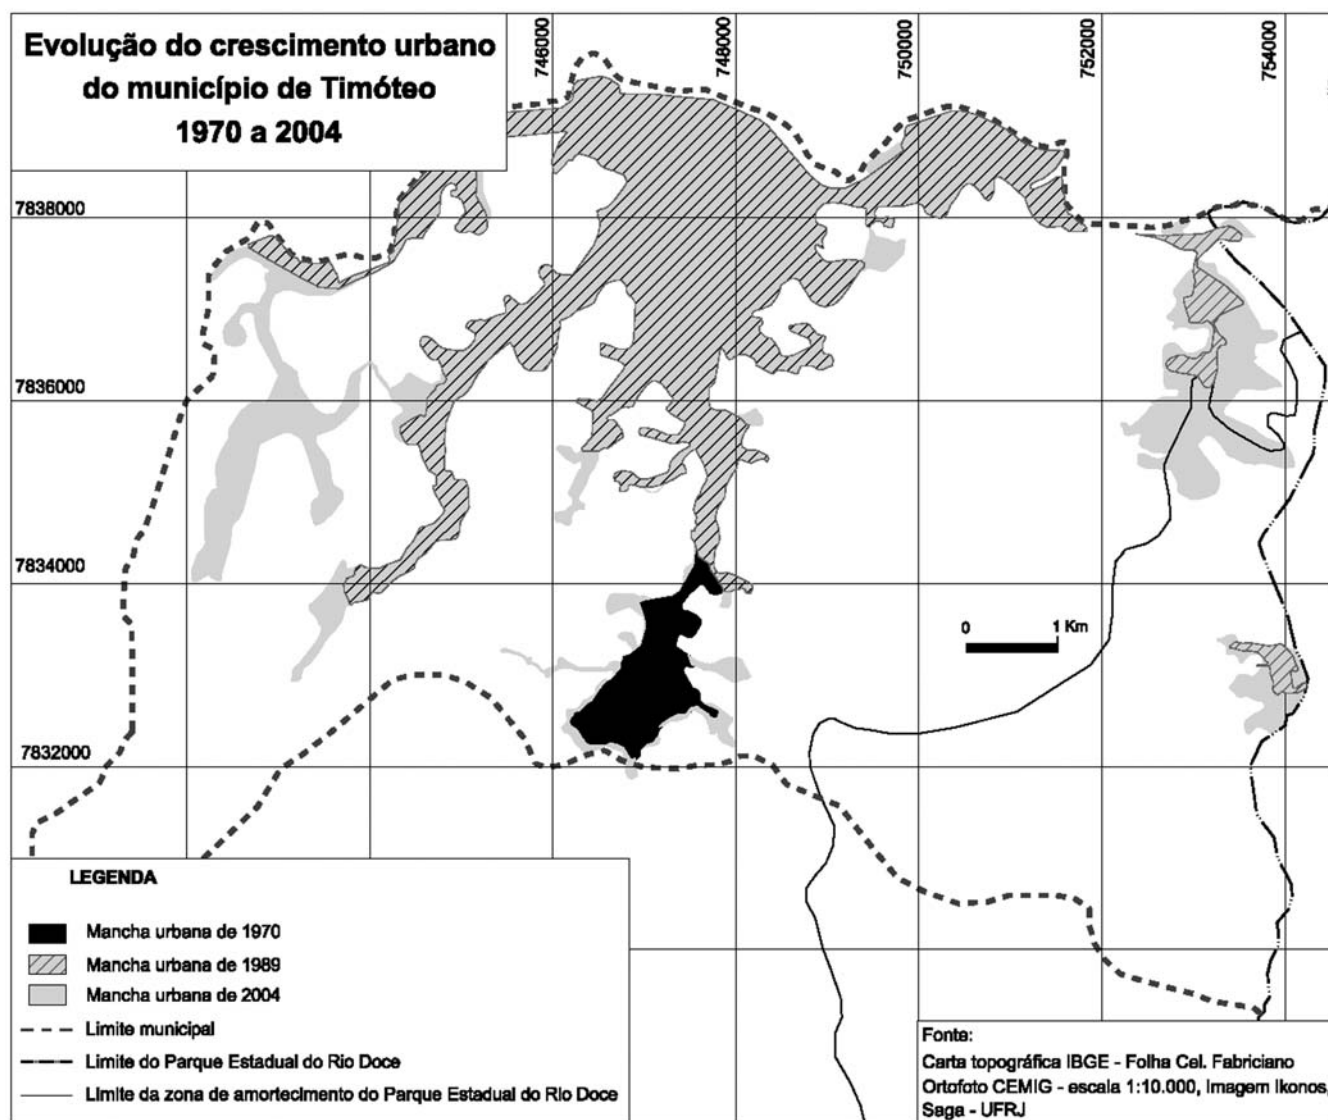 Evolução do crescimento urbano
do município de Timóteo
1970 a 2004
746000
748000
750000
752000
754000
7838000
7836000
7834000
7832000
0 1 Km
LEGENDA
Mancha urbana de 1970
Mancha urbana de 1989
Mancha urbana de 2004
Limite municipal
Limite do Parque Estadual do Rio Doce
Limite da zona de amortecimento do Parque Estadual do Rio Doce
Fonte:
Carta topográfica IBGE - Folha Cel. Fabriciano
Ortofoto CEMIG - escala 1:10.000, Imagem Ikonos,
Saga - UFRJ